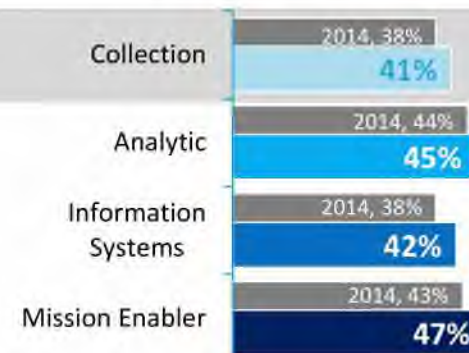 Collection
2014, 38%
41%
Analytic
2014, 44%
45%
Information
Systems
2014, 38%
42%
Mission Enabler
2014, 43%
47%